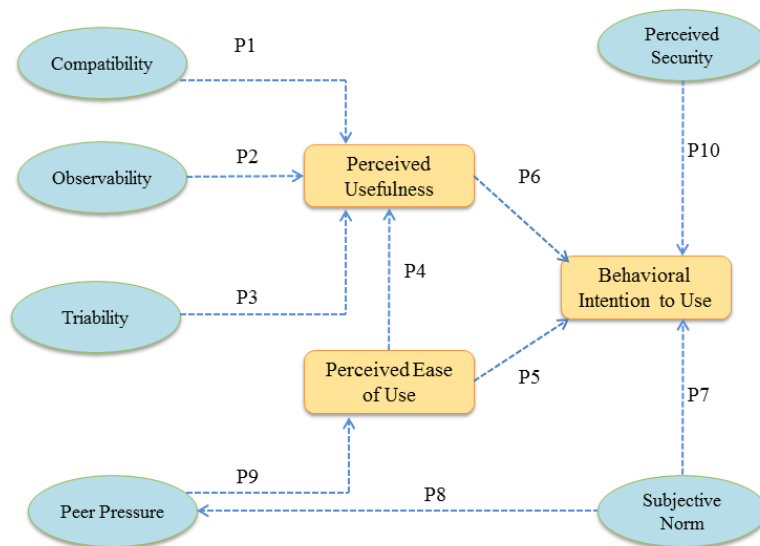 P1
Compatibility
Perceived
Security
P2
Observability
Perceived
Usefulness
P6
P10
P3
Triability
P4
Behavioral
Intention to Use
Perceived Ease
of Use
P5
P7
P9
Peer Pressure
P8
Subjective
Norm